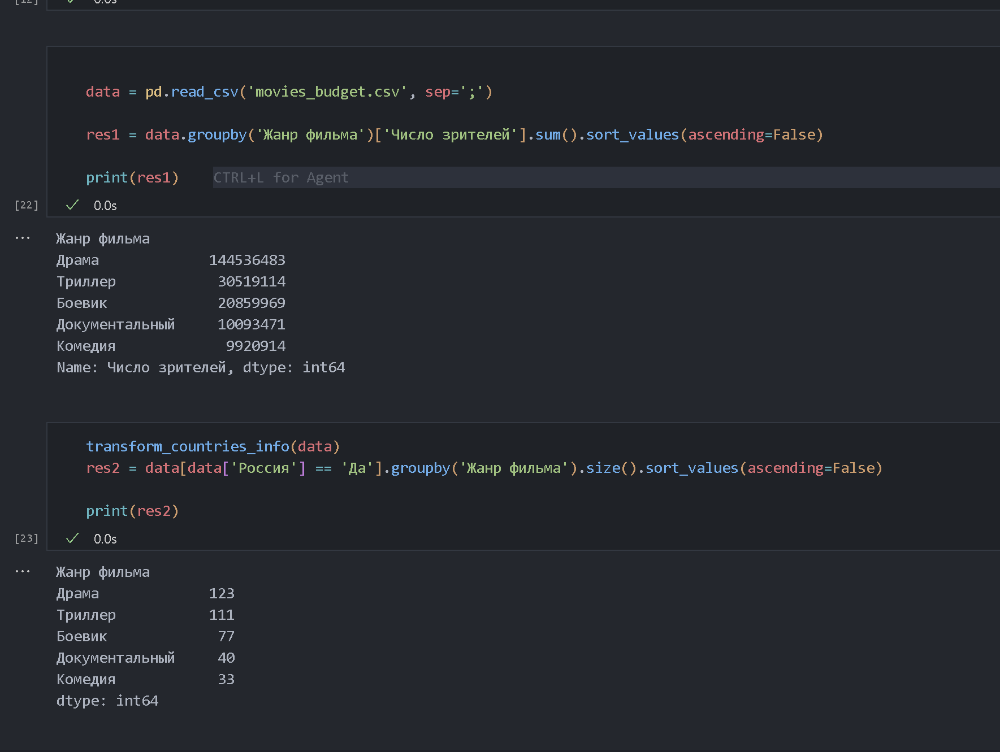 [12] 0.0s
data = pd.read_csv('movies_budget.csv', sep=';')
res1 = data.groupby('Жанр фильма')['Число зрителей'].sum().sort_values(ascending=False)
print(res1) CTRL+L for Agent
[22] 0.0s
Жанр фильма
Драма 144536483
Триллер 30519114
Боевик 20859969
Документальный 10093471
Комедия 9920914
Name: Число зрителей, dtype: int64
transform_countries_info(data)
res2 = data[data['Россия'] == 'Да'].groupby('Жанр фильма').size().sort_values(ascending=False)
print(res2)
[23] 0.0s
Жанр фильма
Драма 123
Триллер 111
Боевик 77
Документальный 40
Комедия 33
dtype: int64